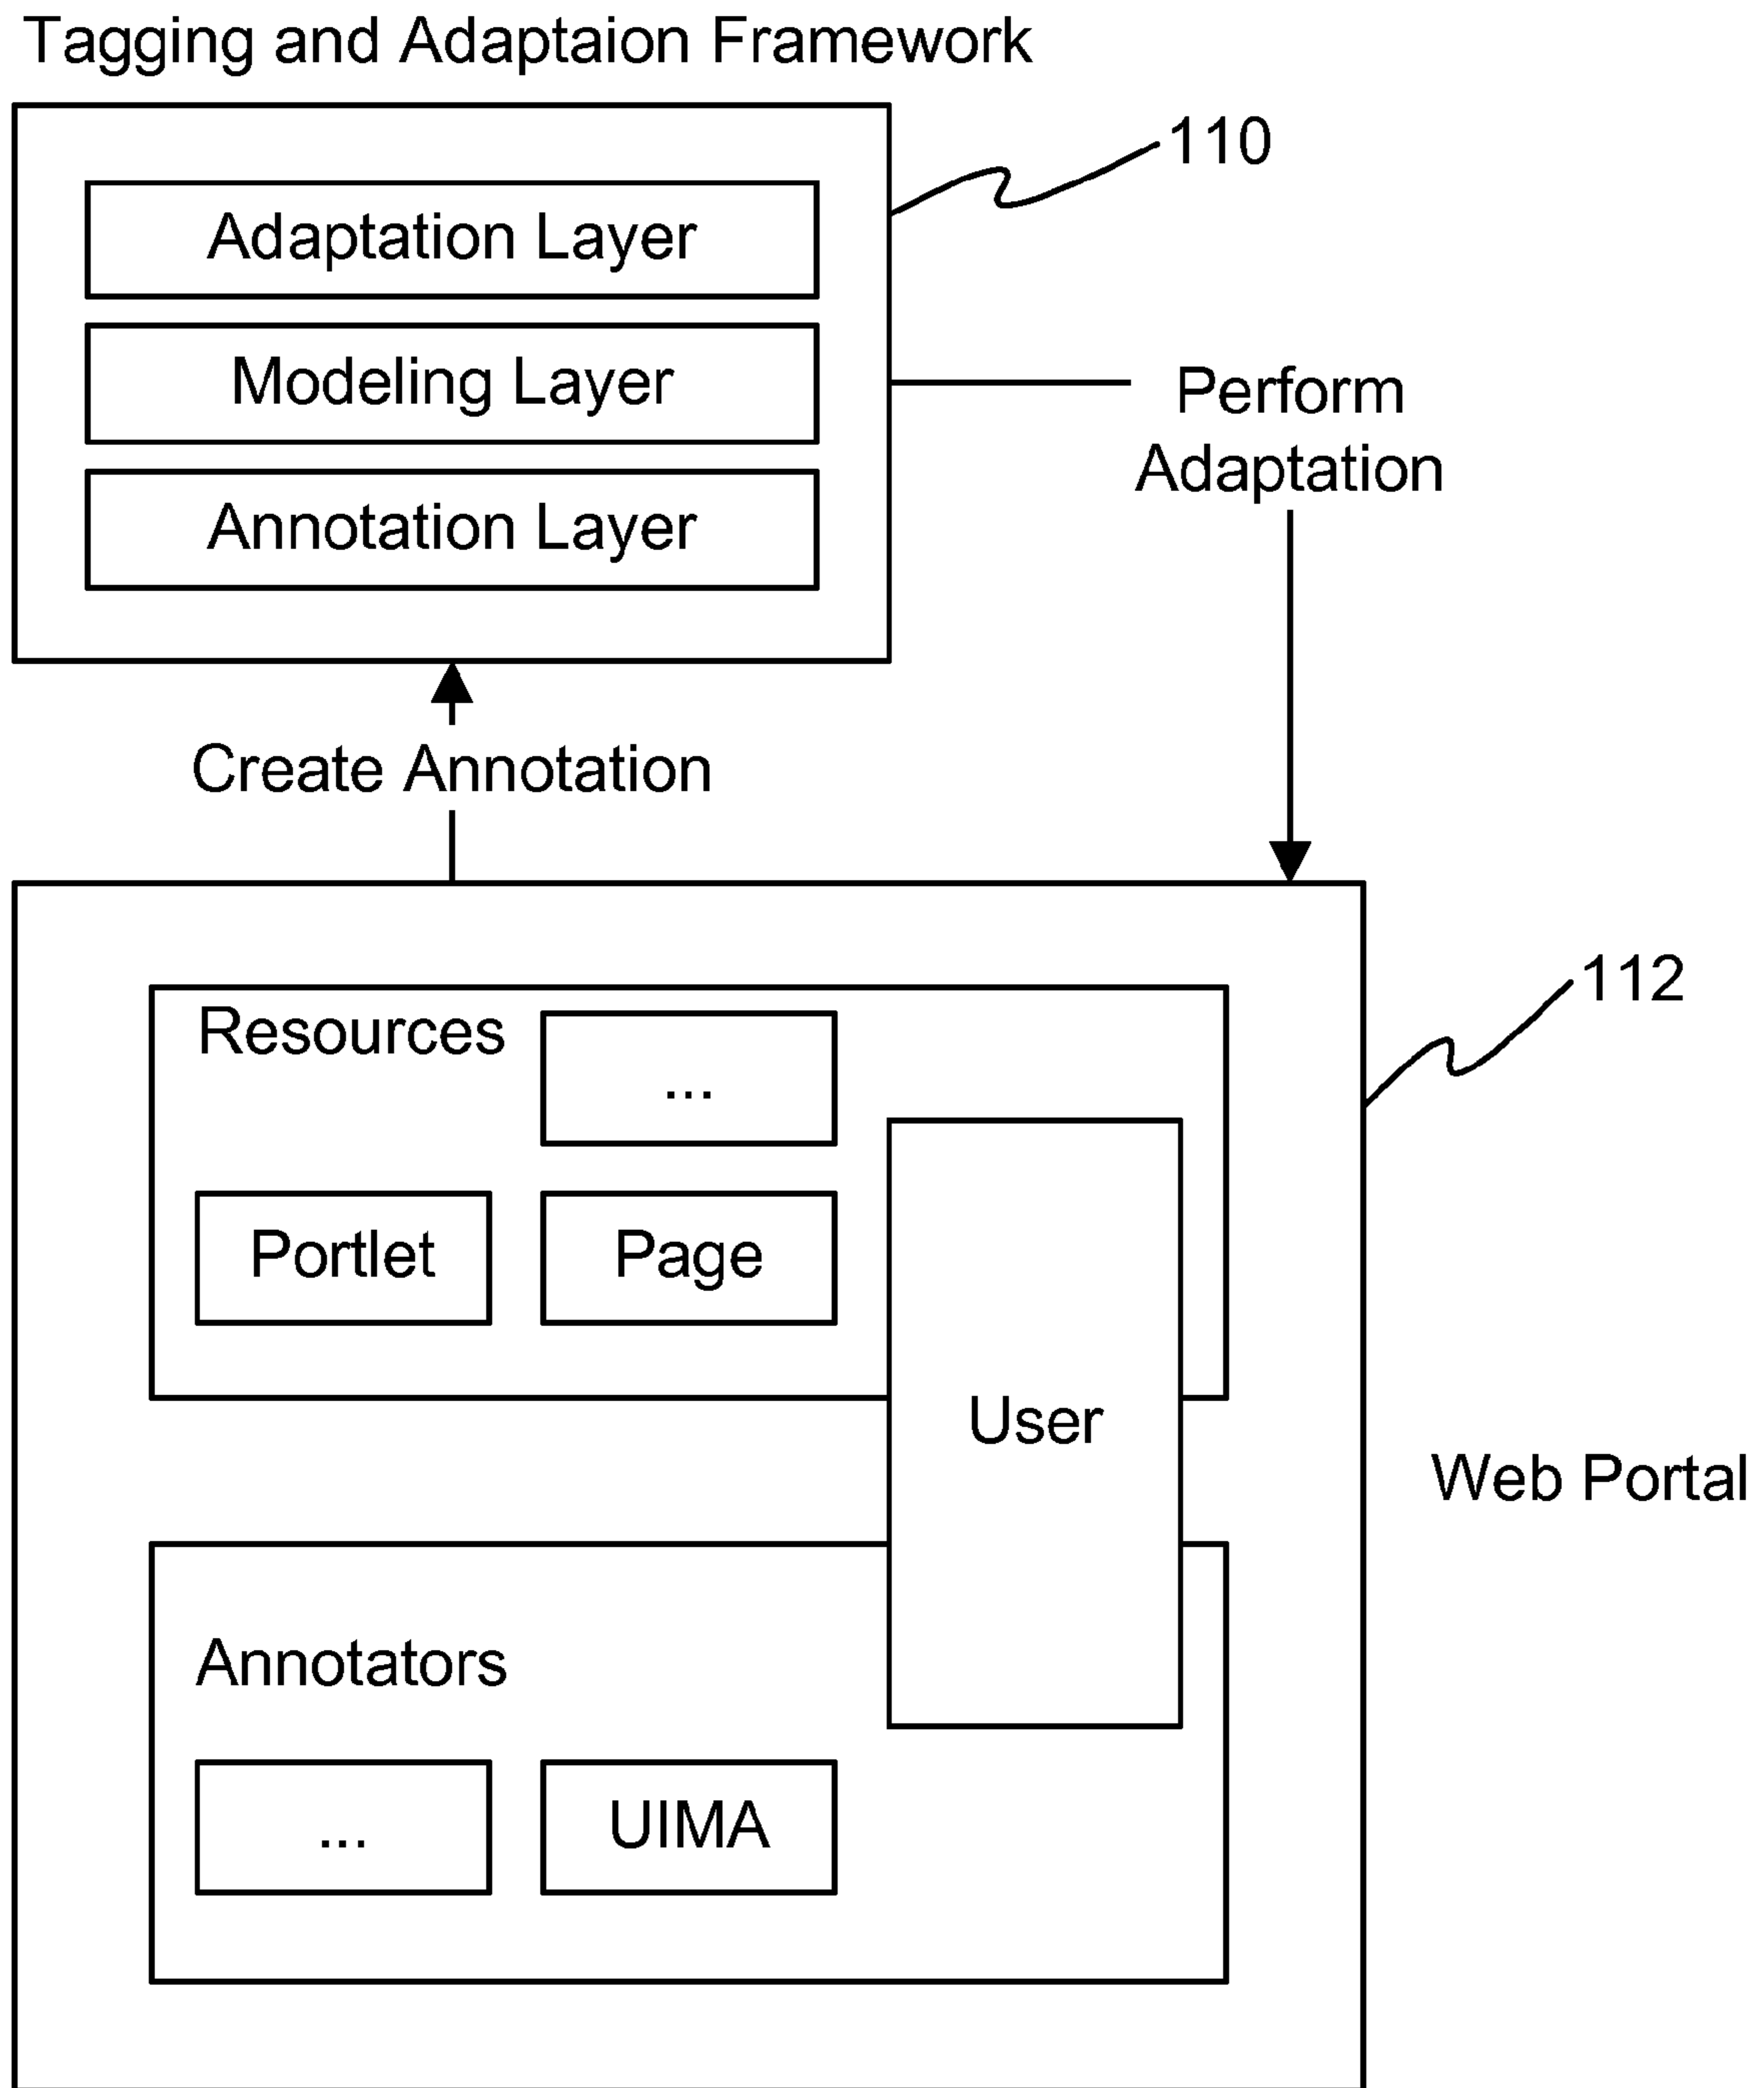 Tagging and Adaptaion Framework
110
Adaptation Layer
Modeling Layer
Annotation Layer
Perform
Adaptation
Create Annotation
112
Resources
...
Portlet
Page
User
Web Portal
Annotators
...
UIMA